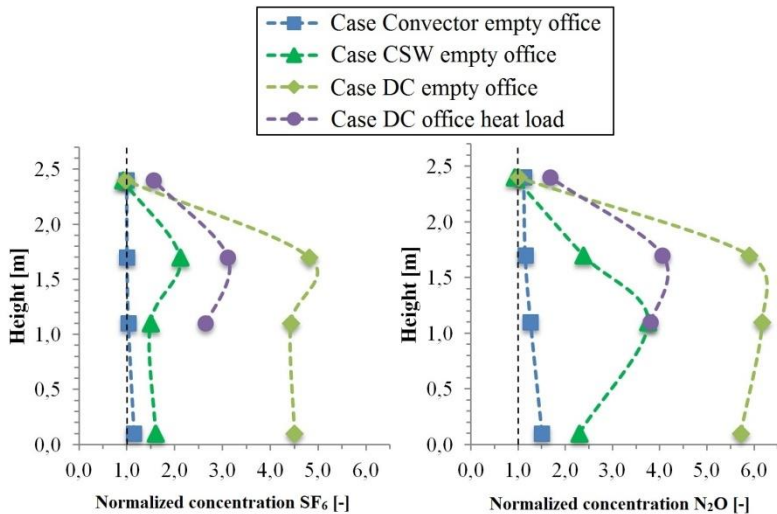 Case Convector empty office
Case CSW empty office
Case DC empty office
Case DC office heat load
Height [m]
2,5
2,0
1,5
1,0
0,5
0,0
0,0 1,0 2,0 3,0 4,0 5,0 6,0
Normalized concentration SF₆ [-]
Height [m]
2,5
2,0
1,5
1,0
0,5
0,0
0,0 1,0 2,0 3,0 4,0 5,0 6,0
Normalized concentration N₂O [-]